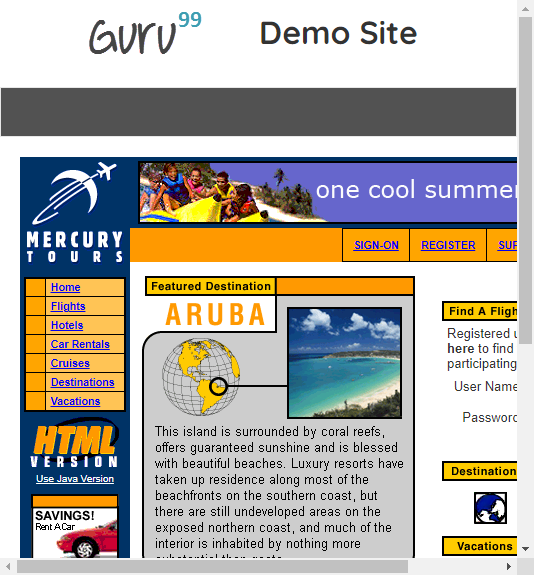 Guru99 Demo Site
one cool summer
MERCURY
TOURS
SIGN-ON REGISTER SUP
Home
Flights
Hotels
Car Rentals
Cruises
Destinations
Vacations
HTML
VERSION
Use Java Version
SAVINGS!
Rent A Car
Featured Destination
ARUBA
This island is surrounded by coral reefs,
offers guaranteed sunshine and is blessed
with beautiful beaches. Luxury resorts have
taken up residence along most of the
beachfronts on the southern coast, but
there are still undeveloped areas on the
exposed northern coast, and much of the
interior is inhabited by nothing more
substantial than goats.
Find A Fligh
Registered u
here to find
participating
User Name
Password
Destination
Vacations